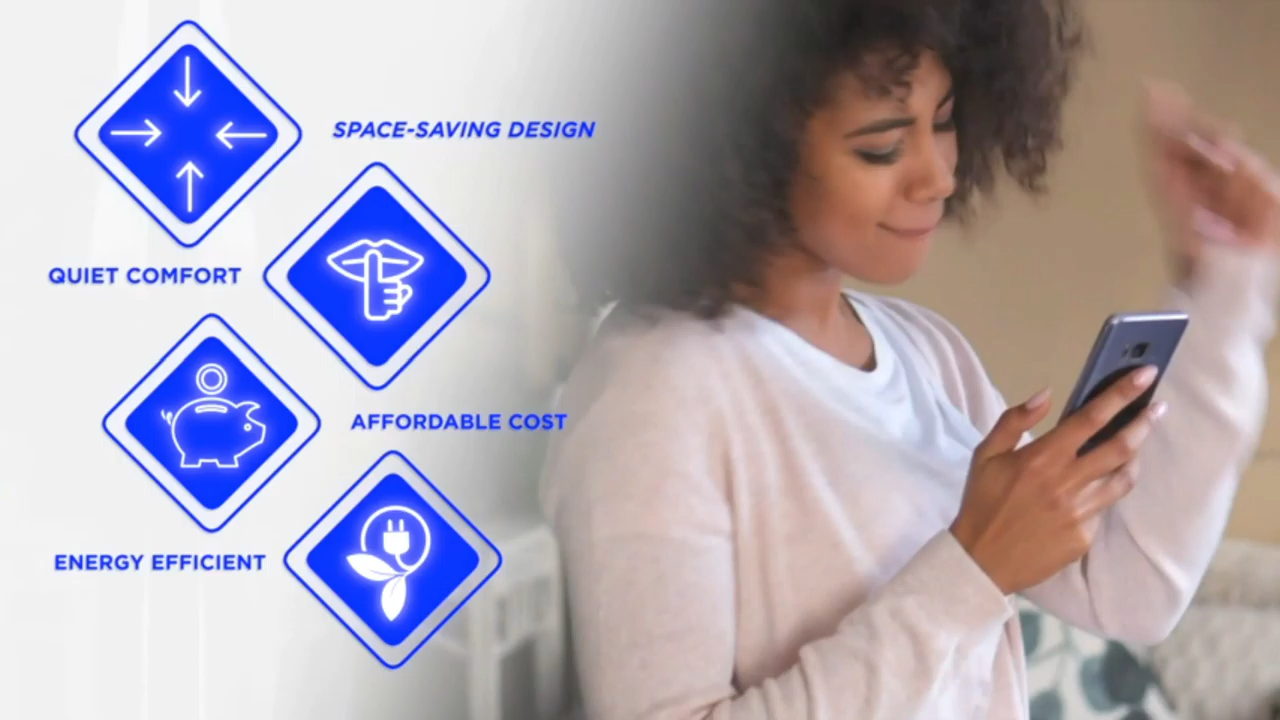 SPACE-SAVING DESIGN
QUIET COMFORT
AFFORDABLE COST
ENERGY EFFICIENT